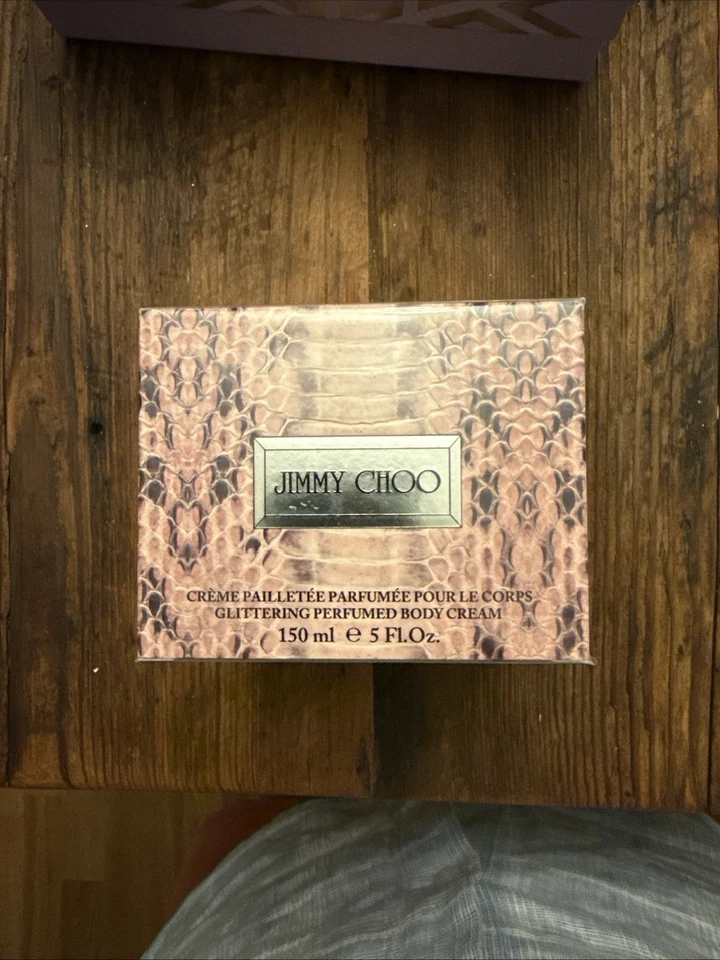 JIMMY CHOO
CRÈME PAILLETÉE PARFUMÉE POUR LE CORPS
GLITTERING PERFUMED BODY CREAM
150 ml ℮ 5 Fl.Oz.